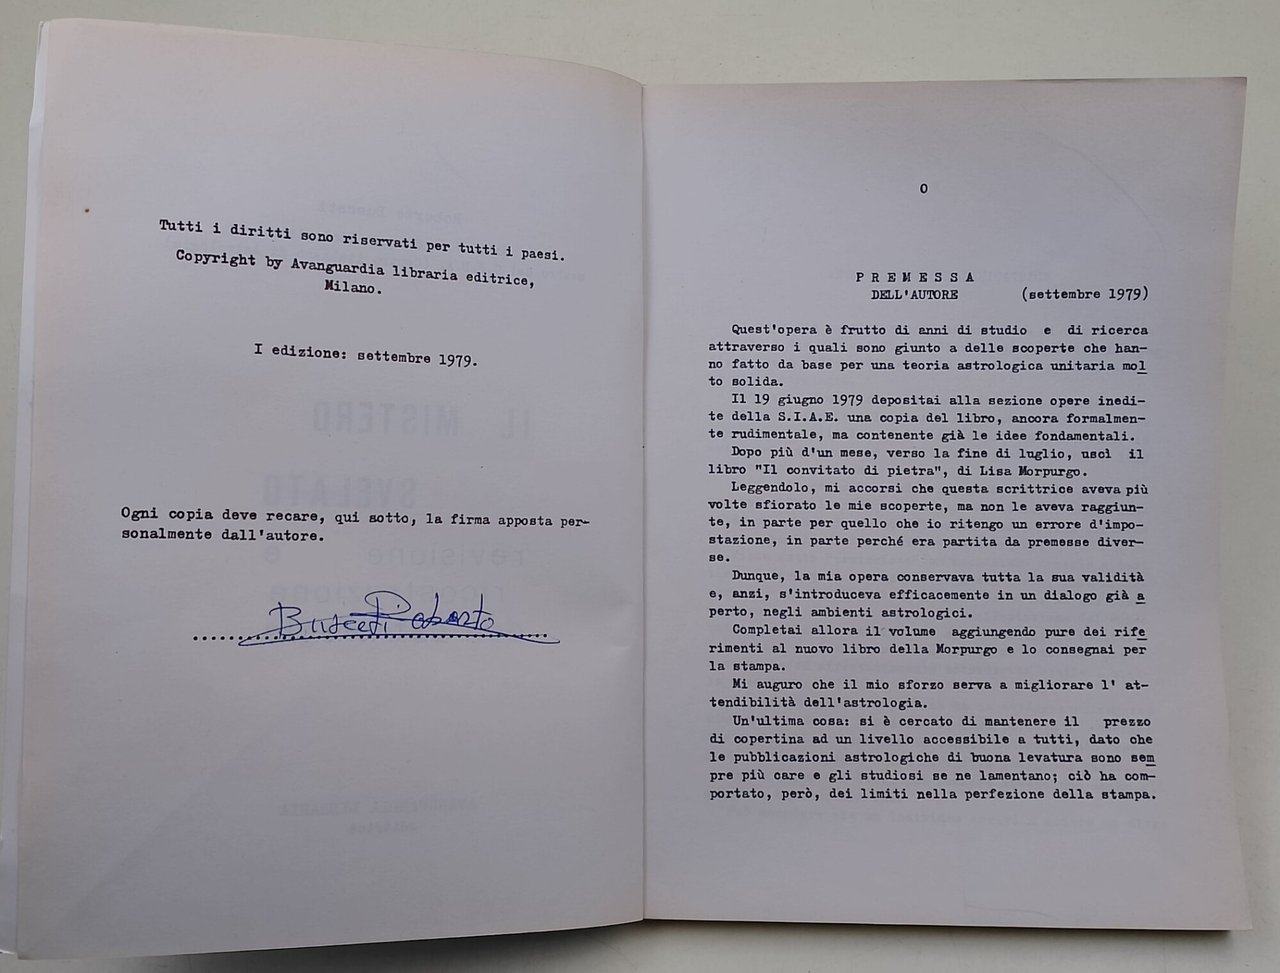 Tutti i diritti sono riservati per tutti i paesi.
Copyright by Avanguardia libraria editrice,
Milano.
I edizione: settembre 1979.
Ogni copia deve recare, qui sotto, la firma apposta per-
sonalmente dall'autore.
Roberto
O
PREMESSA
DELL'AUTORE (settembre 1979)
Quest'opera è frutto di anni di studio e di ricerca
attraverso i quali sono giunto a delle scoperte che han-
no fatto da base per una teoria astrologica unitaria mol
to solida.
Il 19 giugno 1979 depositai alla sezione opere inedi-
te della S.I.A.E. una copia del libro, ancora formalmen-
te rudimentale, ma contenente già le idee fondamentali.
Dopo più d'un mese, verso la fine di luglio, uscì il
libro "Il convitato di pietra", di Lisa Morpurgo.
Leggendolo, mi accorsi che questa scrittrice aveva più
volte sfiorato le mie scoperte, ma non le aveva raggiun-
te, in parte per quello che io ritengo un errore d'impo-
stazione, in parte perché era partita da premesse diver-
se.
Dunque, la mia opera conservava tutta la sua validità
e, anzi, s'introduceva efficacemente in un dialogo già a
perto, negli ambienti astrologici.
Completai allora il volume aggiungendo pure dei rife
rimenti al nuovo libro della Morpurgo e lo consegnai per
la stampa.
Mi auguro che il mio sforzo serva a migliorare l' at-
tendibilità dell'astrologia.
Un'ultima cosa: si è cercato di mantenere il prezzo
di copertina ad un livello accessibile a tutti, dato che
le pubblicazioni astrologiche di buona levatura sono sem
pre più care e gli studiosi se ne lamentano; ciò ha com-
portato, però, dei limiti nella perfezione della stampa.